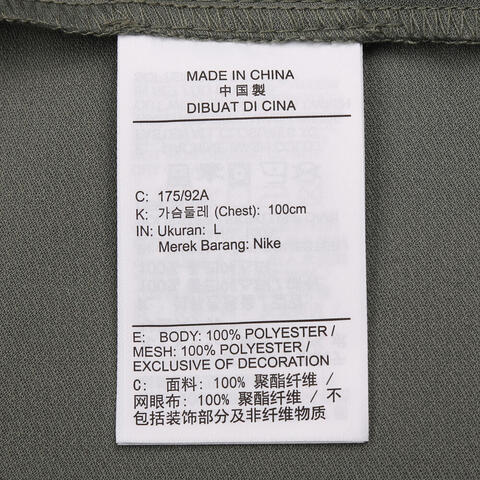 MADE IN CHINA
中国製
DIBUAT DI CINA
C: 175/92A
K: 가슴둘레 (Chest): 100cm
IN: Ukuran: L
Merek Barang: Nike
E: BODY: 100% POLYESTER /
MESH: 100% POLYESTER /
EXCLUSIVE OF DECORATION
C: 面料: 100% 聚酯纤维 /
网眼布: 100% 聚酯纤维 / 不
包括装饰部分及非纤维物质